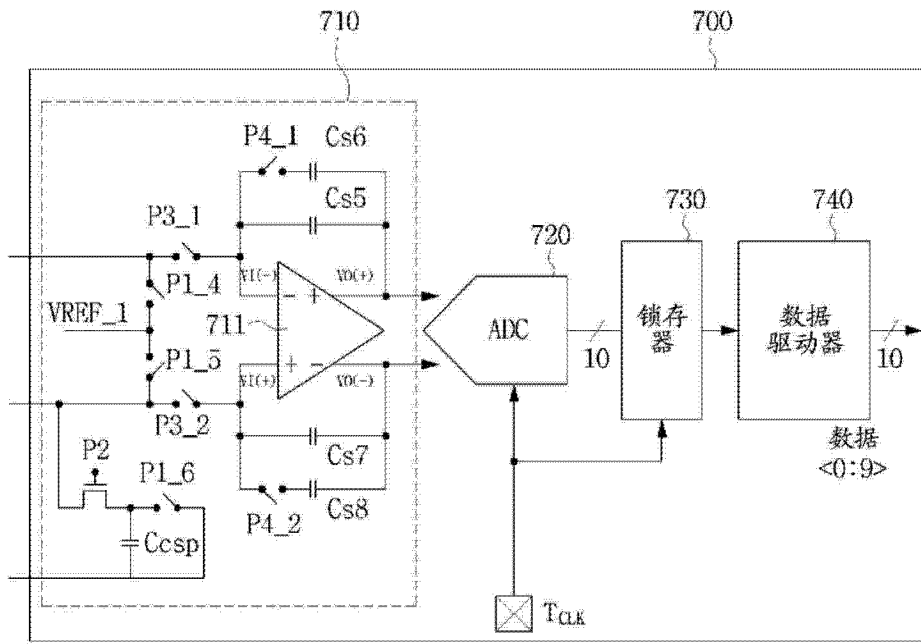 710
700
P4_1
Cs6
Cs5
P3_1
730
740
720
VI(-)
VO(+)
P1_4
- +
VREF_1
711
ADC
10
锁存器
数据驱动器
10
P1_5
+ -
VI(+)
VO(-)
P3_2
Cs7
数据
<0:9>
P2
P1_6
Cs8
P4_2
Ccsp
TCLK